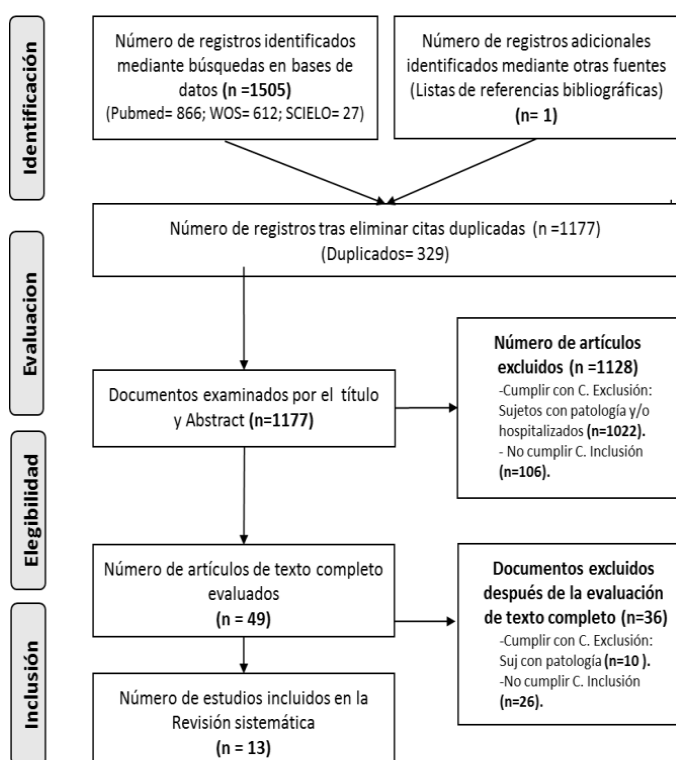 Identificación
Número de registros identificados
mediante búsquedas en bases de
datos (n =1505)
(Pubmed= 866; WOS= 612; SCIELO= 27)
Número de registros adicionales
identificados mediante otras fuentes
(Listas de referencias bibliográficas)
(n= 1)
Número de registros tras eliminar citas duplicadas (n =1177)
(Duplicados= 329)
Evaluacion
Documentos examinados por el título
y Abstract (n=1177)
Número de artículos
excluidos (n =1128)
-Cumplir con C. Exclusión:
Sujetos con patología y/o
hospitalizados (n=1022).
- No cumplir C. Inclusión
(n=106).
Elegibilidad
Número de artículos de texto completo
evaluados
(n = 49)
Documentos excluidos
después de la evaluación
de texto completo (n=36)
-Cumplir con C. Exclusión:
Suj con patología (n=10 ).
-No cumplir C. Inclusión
(n=26).
Inclusión
Número de estudios incluidos en la
Revisión sistemática
(n = 13)